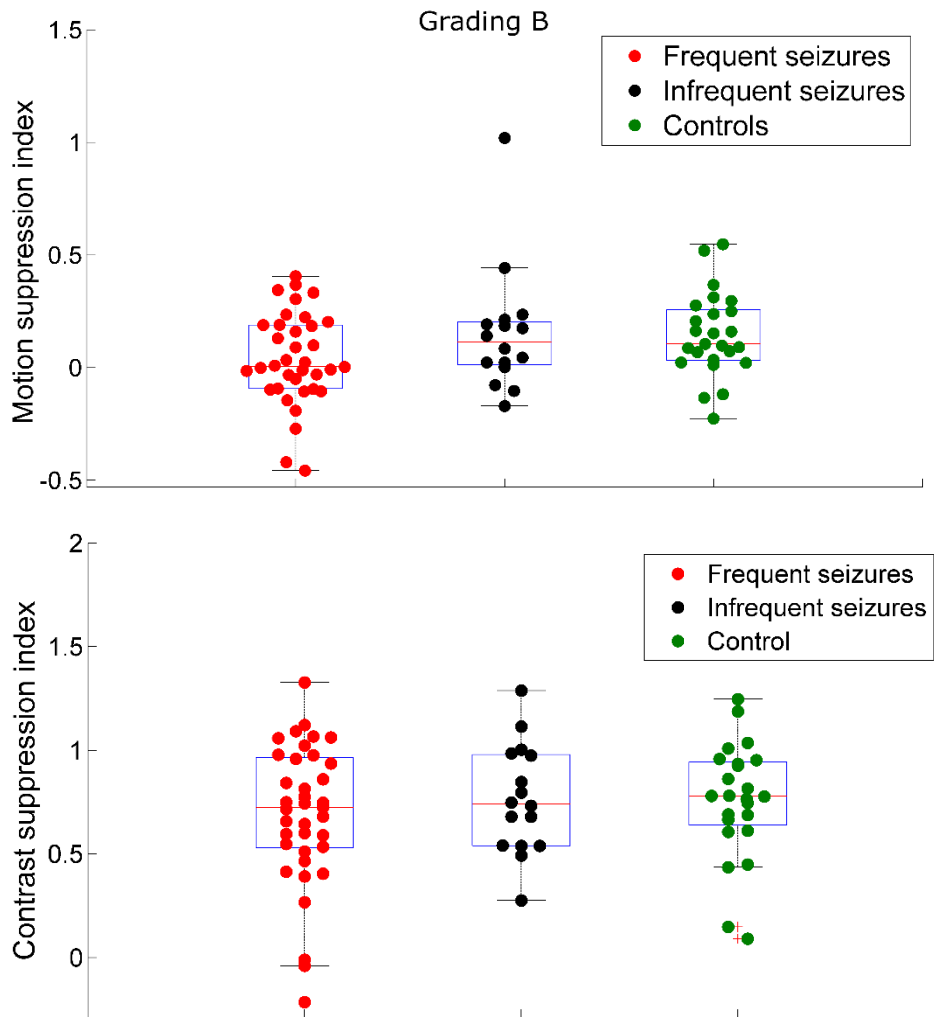 Grading B
1.5
Frequent seizures
Infrequent seizures
Controls
1
0.5
0
-0.5
Motion suppression index
2
Frequent seizures
Infrequent seizures
Control
1.5
1
0.5
0
Contrast suppression index